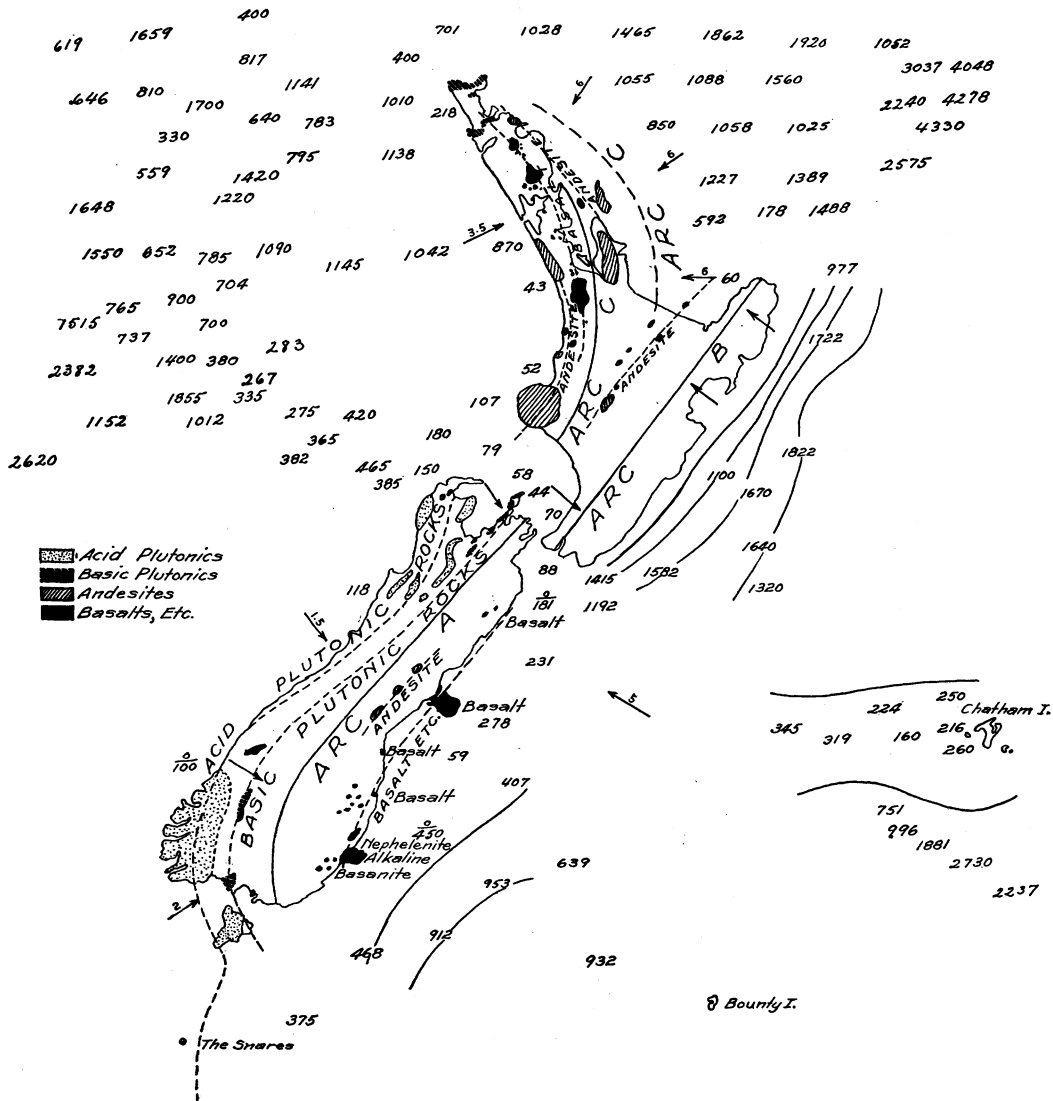 400
619 1659 701 1028 1465 1862 1920 1052
817 400 3037 4048
646 810 1141 1055 1088 1560
1700 1010 2240 4278
640 783 218 850 1058 1025 4330
330
795 1138
559 1420 1227 1389 2575
1648 1220 592 178 1488
1550 652 785 1090 1145 1042 870 977
704
765 900 43 60
7515 700 1722
737 283
2382 1400 380 267 52
1855 335 107
1152 1012 275 420
365 180 79 1822
2620 382 465 150 58 1100
385 44 1670
70
1640
118 88 1415 1582 1320
0/181 1192
231
278
59
407
0/100
0/450
639
953
912
468
932
375
345 224 250
319 160 216
260
751
996
1881
2730
2237
6
6
3.5
6
1.5
5
2
ARC C
ARC C
ARC B
ARC A
BASALT
ANDESITE
ANDESITE
ANDESITE
ANDESITE
ACID PLUTONIC ROCKS
BASIC PLUTONIC ROCKS
BASALT ETC.
Acid Plutonics
Basic Plutonics
Andesites
Basalts, Etc.
Basalt
Basalt
Basalt
Basalt
Nephelenite
Alkaline
Basanite
Chatham I.
Bounty I.
The Snares